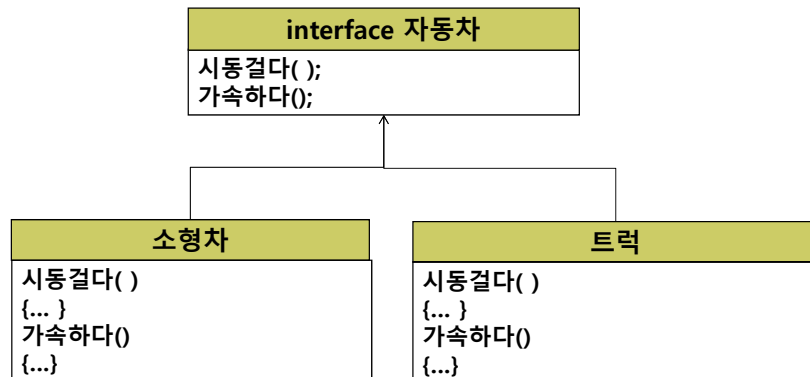 interface 자동차
시동걸다( );
가속하다();
소형차
시동걸다( )
{... }
가속하다()
{...}
트럭
시동걸다( )
{... }
가속하다()
{...}